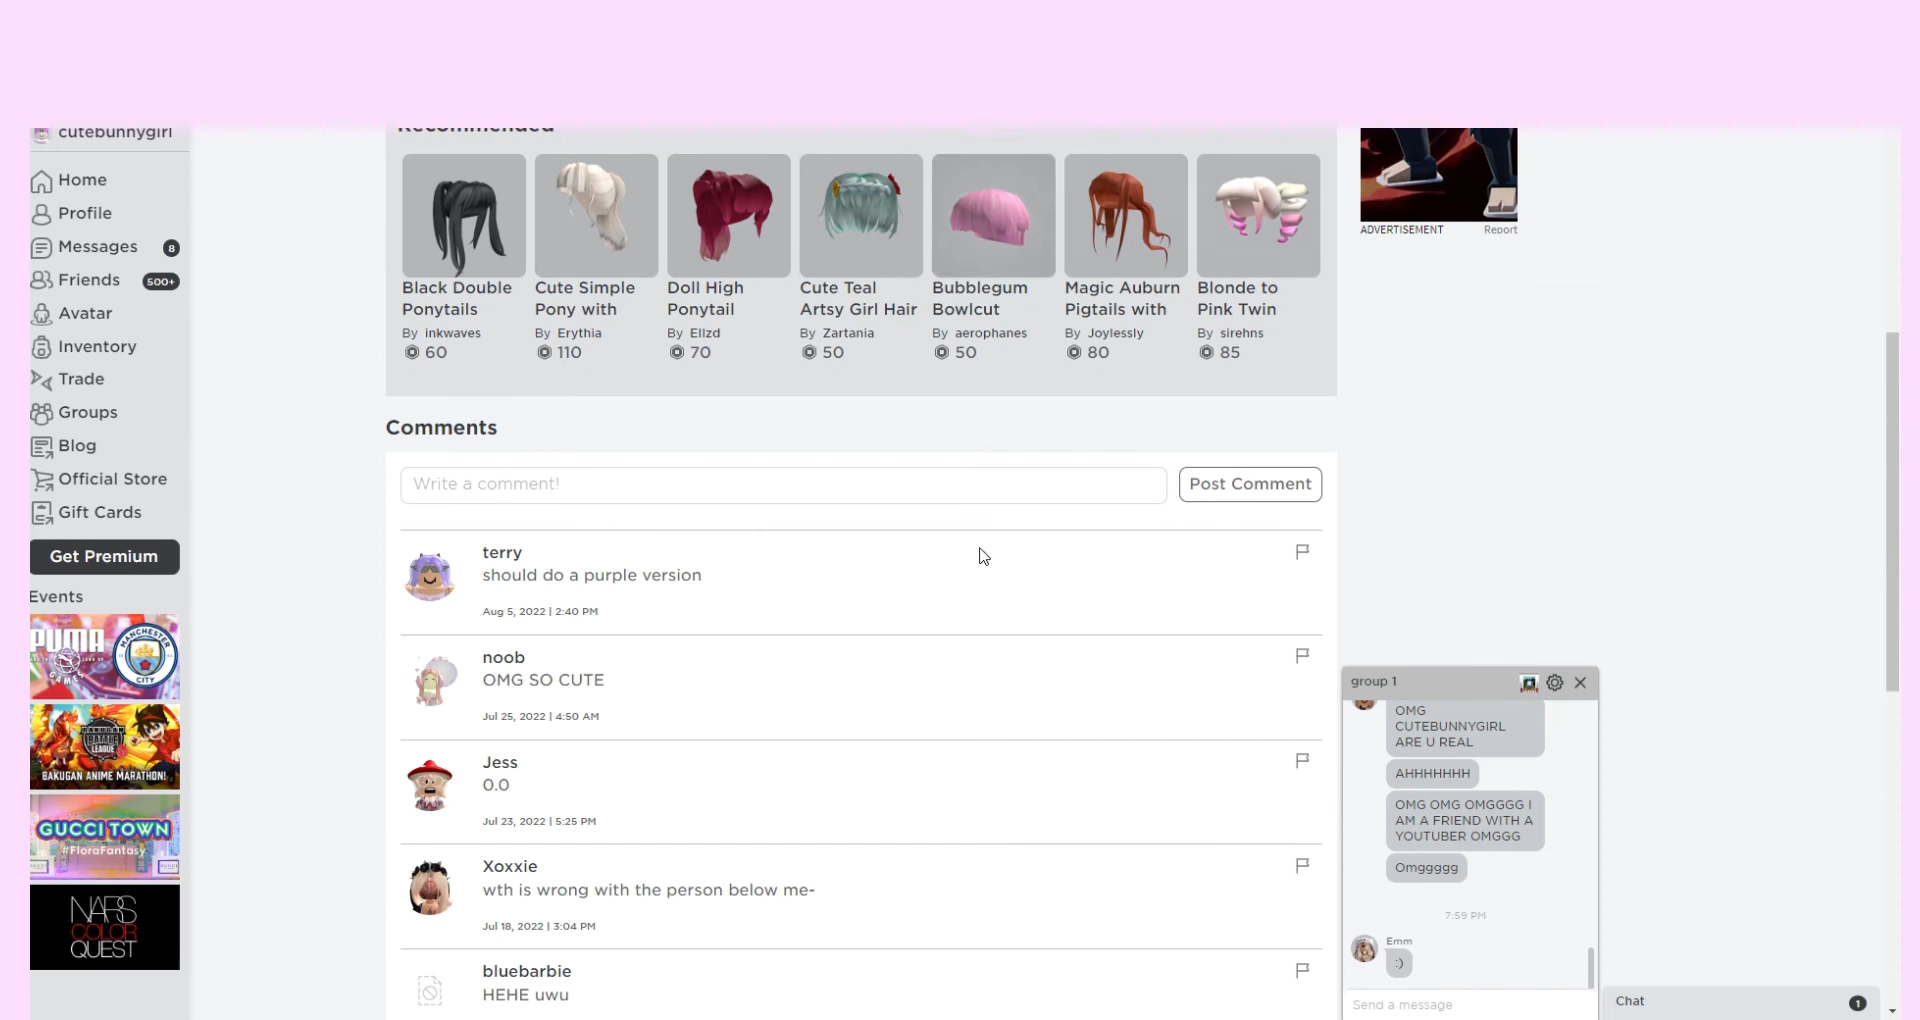 cutebunnygirl
Home
Profile
Messages 8
Friends 500+
Avatar
Inventory
Trade
Groups
Blog
Official Store
Gift Cards
Get Premium
Events
PUMA
GAMES
MANCHESTER
CITY
BAKUGAN
BATTLE
LEAGUE
BAKUGAN ANIME MARATHON!
GUCCI TOWN
#FloraFantasy
NARS
COLOR
QUEST
Recommended
Black Double
Ponytails
By inkwaves
60
Cute Simple
Pony with
By Erythia
110
Doll High
Ponytail
By Ellzd
70
Cute Teal
Artsy Girl Hair
By Zartania
50
Bubblegum
Bowlcut
By aerophanes
50
Magic Auburn
Pigtails with
By Joylessly
80
Blonde to
Pink Twin
By sirehns
85
ADVERTISEMENT Report
Comments
Write a comment!
Post Comment
terry
should do a purple version
Aug 5, 2022 | 2:40 PM
noob
OMG SO CUTE
Jul 25, 2022 | 4:50 AM
Jess
0.0
Jul 23, 2022 | 5:25 PM
Xoxxie
wth is wrong with the person below me-
Jul 18, 2022 | 3:04 PM
bluebarbie
HEHE uwu
group 1
OMG
CUTEBUNNYGIRL
ARE U REAL
AHHHHHHH
OMG OMG OMGGGG I
AM A FRIEND WITH A
YOUTUBER OMGGG
Omggggg
7:59 PM
Emm
:)
Send a message
Chat 1